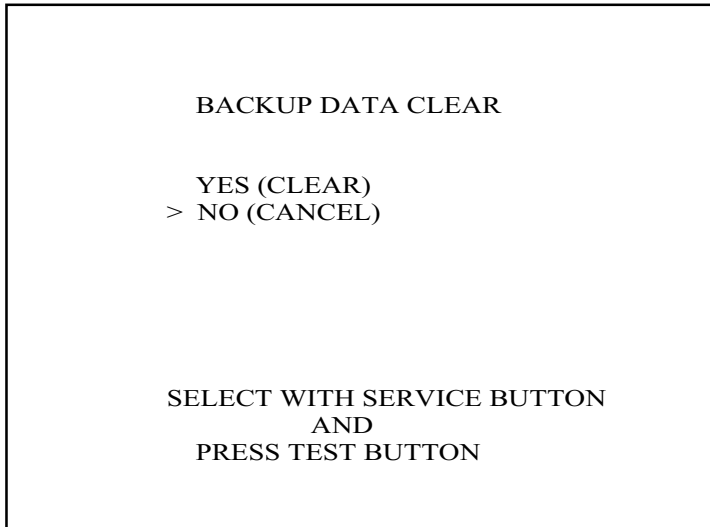 BACKUP DATA CLEAR
YES (CLEAR)
> NO (CANCEL)
SELECT WITH SERVICE BUTTON
AND
PRESS TEST BUTTON